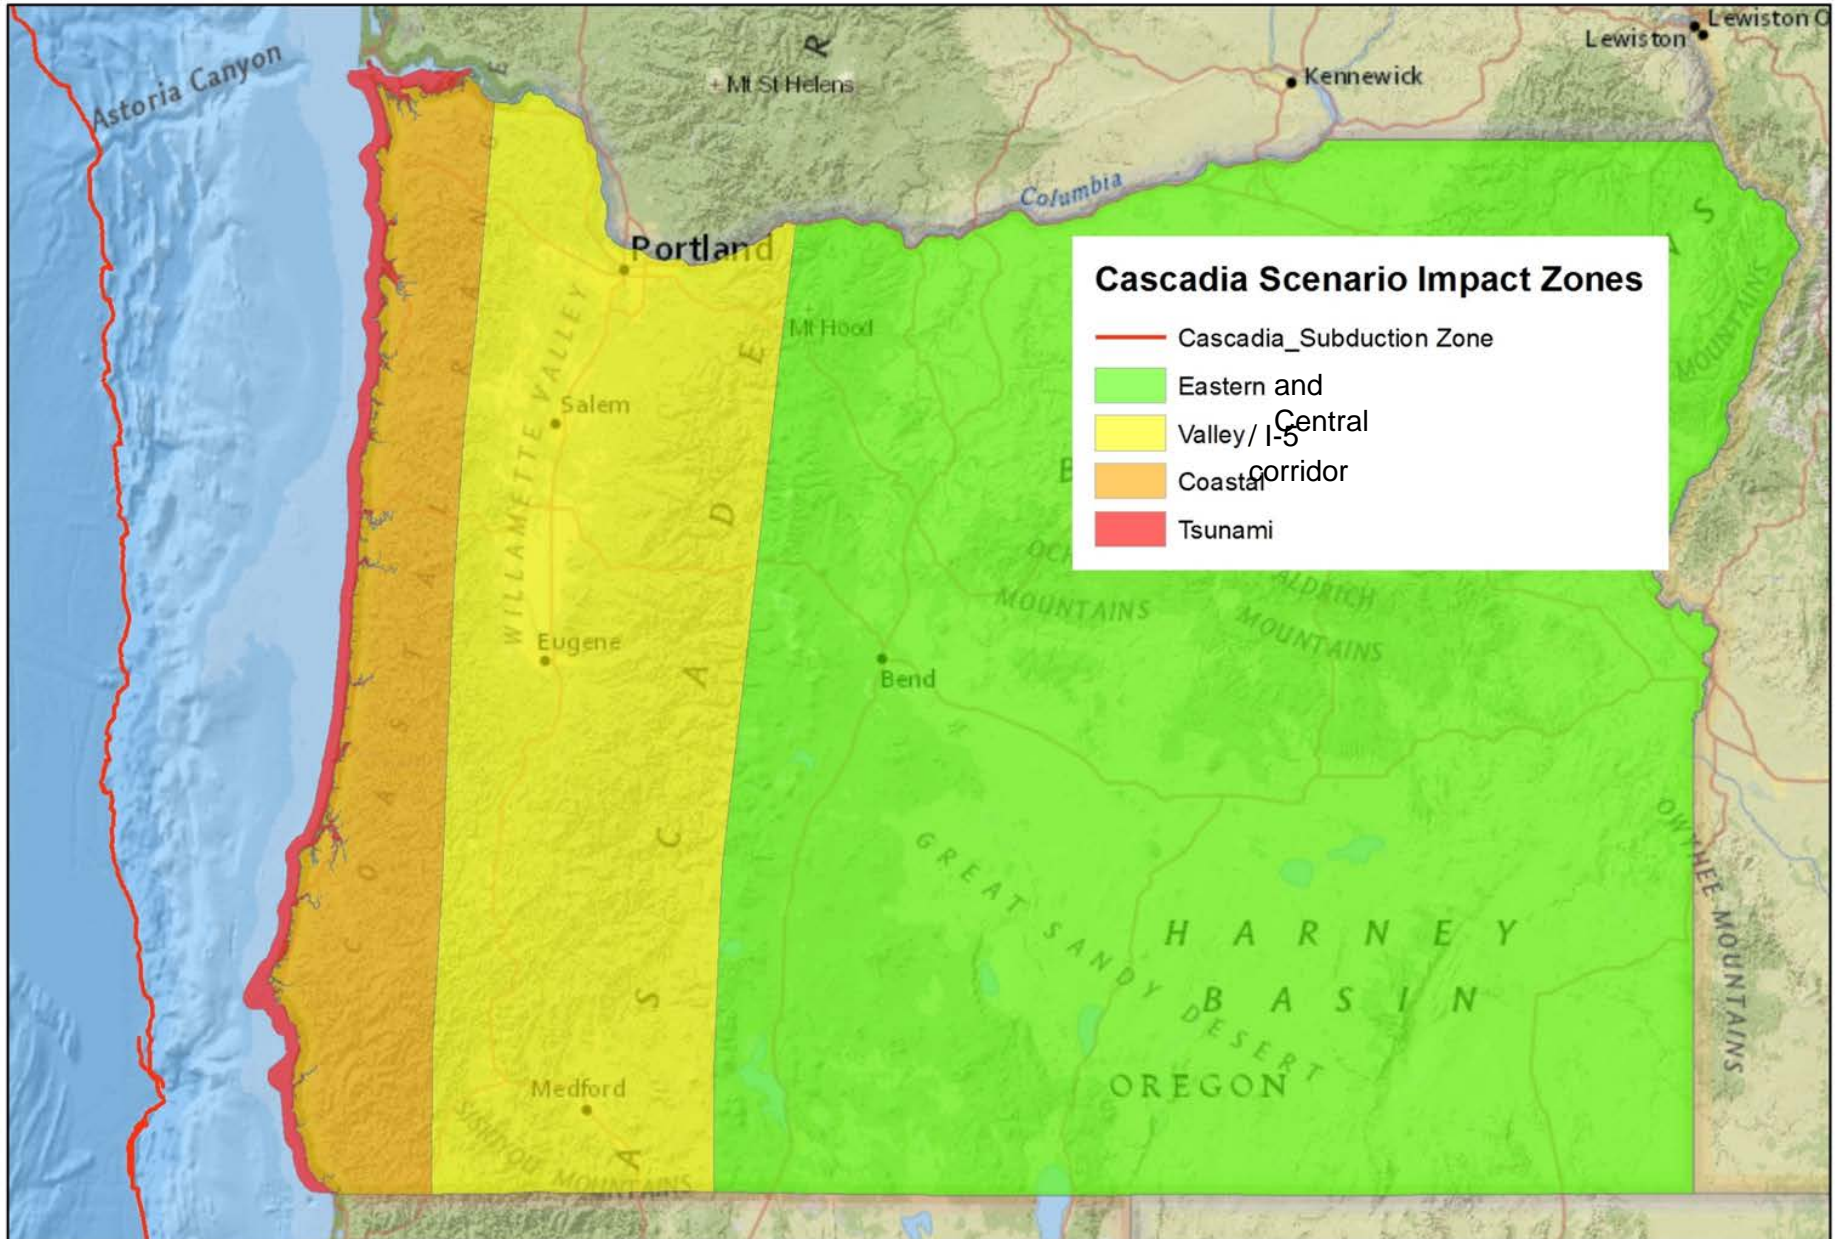 Lewiston O
Lewiston
Astoria Canyon
R
Mt St Helens
Kennewick
Columbia
Portland
Cascadia Scenario Impact Zones
Cascadia_Subduction Zone
Eastern and
Central
Valley / I-5
corridor
Coastal
Tsunami
Mt Hood
Salem
WILLAMETTE VALLEY
COASTAL RANGE
CASCADE
MOUNTAINS
MOUNTAINS
ALDRICH
MOUNTAINS
Eugene
Bend
GREAT SANDY DESERT
HARNEY
BASIN
OREGON
OWYHEE MOUNTAINS
Medford
SISKIYOU MOUNTAINS